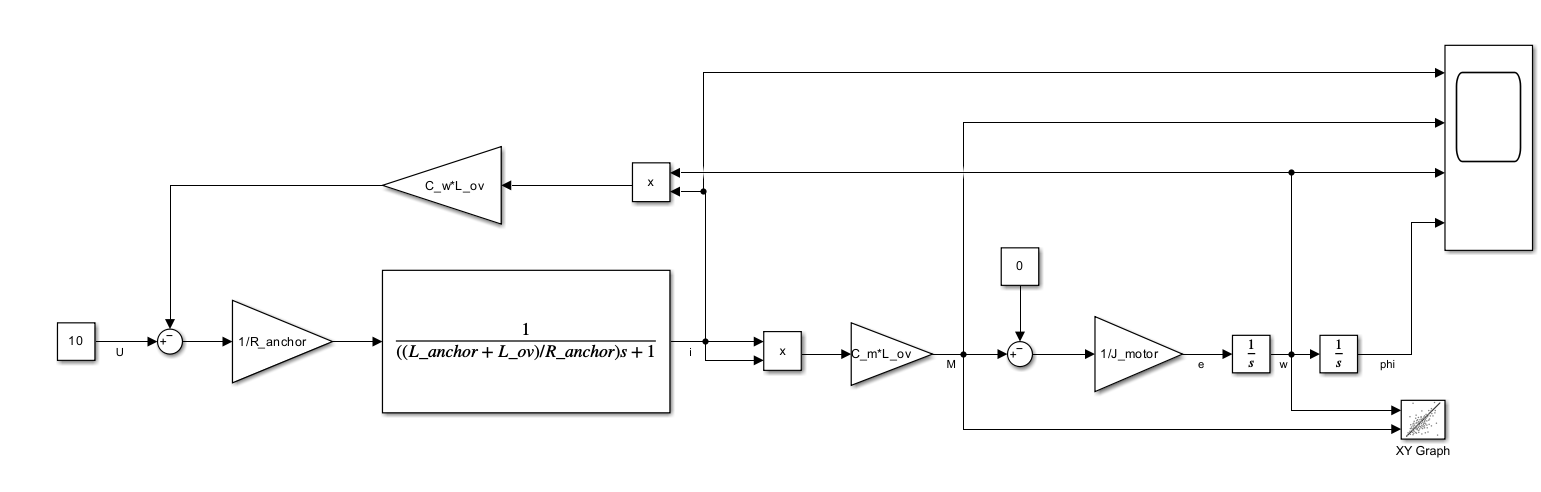 C_w*L_ov
x
0
10
U
+
−
1/R_anchor
1
((L_anchor + L_ov)/R_anchor)s + 1
i
x
C_m*L_ov
M
+
−
1/J_motor
e
1
s
w
1
s
phi
XY Graph